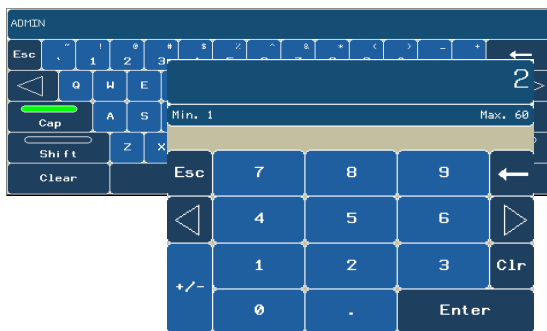 ADMIN
Esc ~ ` ! 1 @ 2 # 3 $ % ^ & * ( ) _ +
Q W E
Cap A S
Shift Z X
Clear
2
Min. 1 Max. 60
Esc 7 8 9
4 5 6
1 2 3 Clr
+/-
0 . Enter